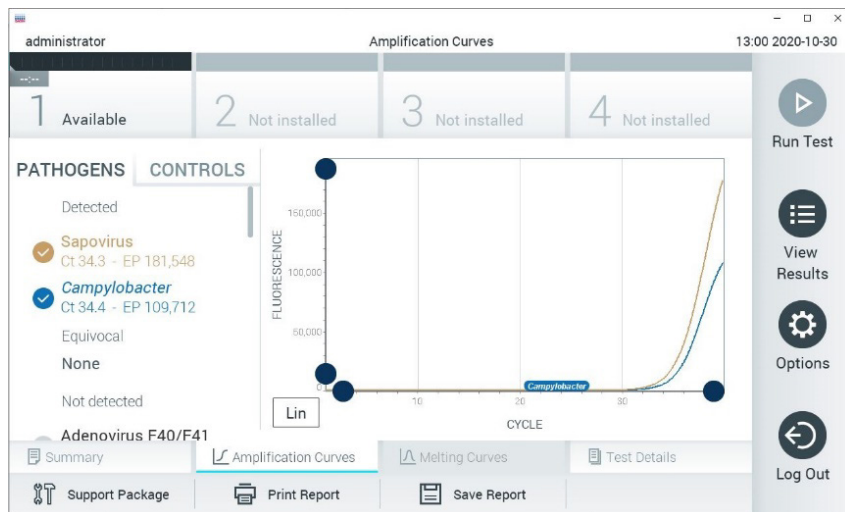 administrator
Amplification Curves
13:00 2020-10-30
--:--
1 Available
2 Not installed
3 Not installed
4 Not installed
Run Test
View
Results
Options
Log Out
PATHOGENS
CONTROLS
Detected
Sapovirus
Ct 34.3 - EP 181,548
Campylobacter
Ct 34.4 - EP 109,712
Equivocal
None
Not detected
Adenovirus F40/F41
FLUORESCENCE
150,000
100,000
50,000
0
Campylobacter
10
20
30
CYCLE
Lin
Summary
Amplification Curves
Melting Curves
Test Details
Support Package
Print Report
Save Report